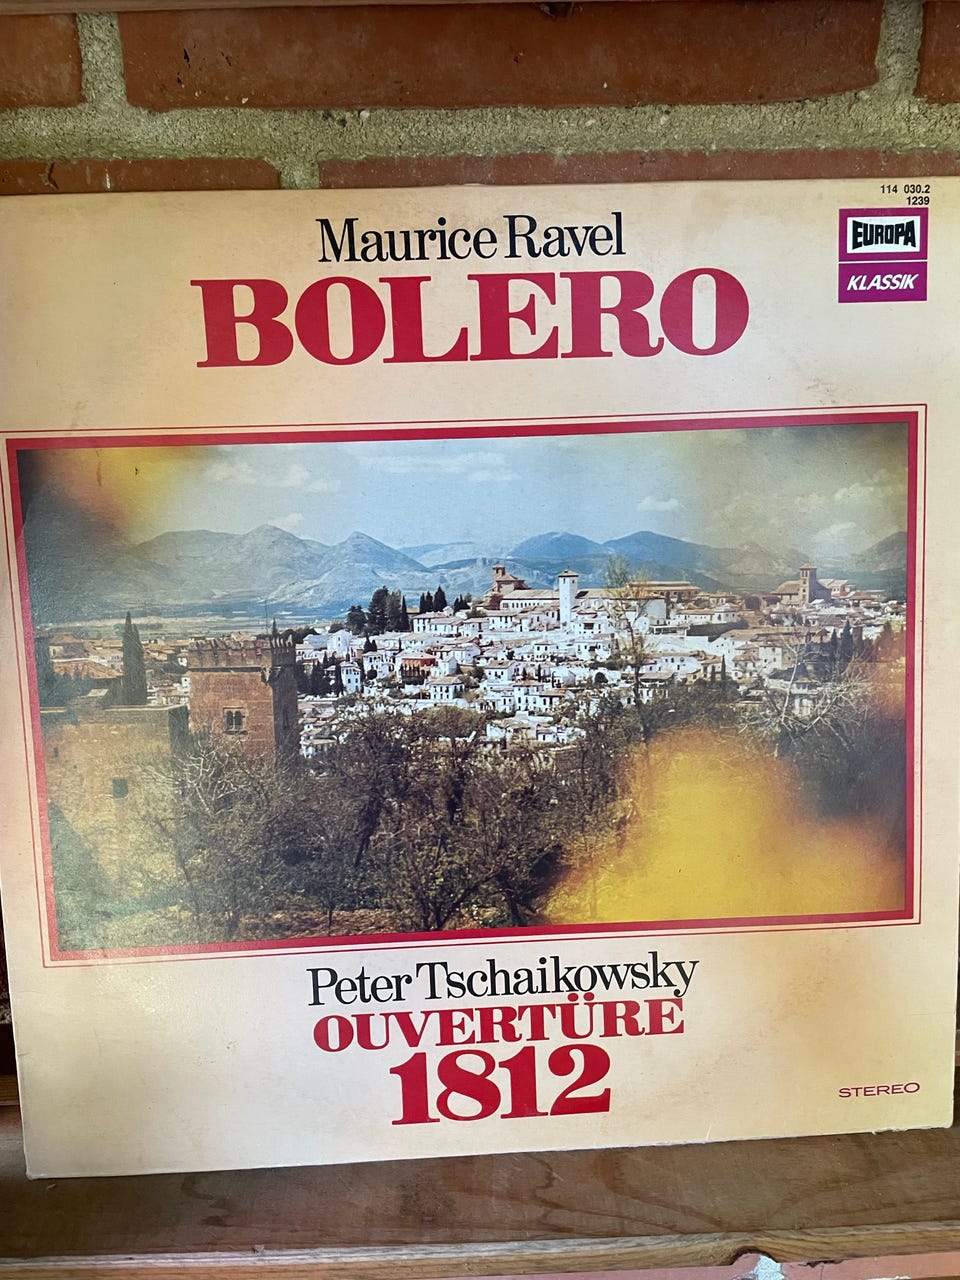 114 030.2
1239
EUROPA
KLASSIK
Maurice Ravel
BOLERO
Peter Tschaikowsky
OUVERTÜRE
1812
STEREO